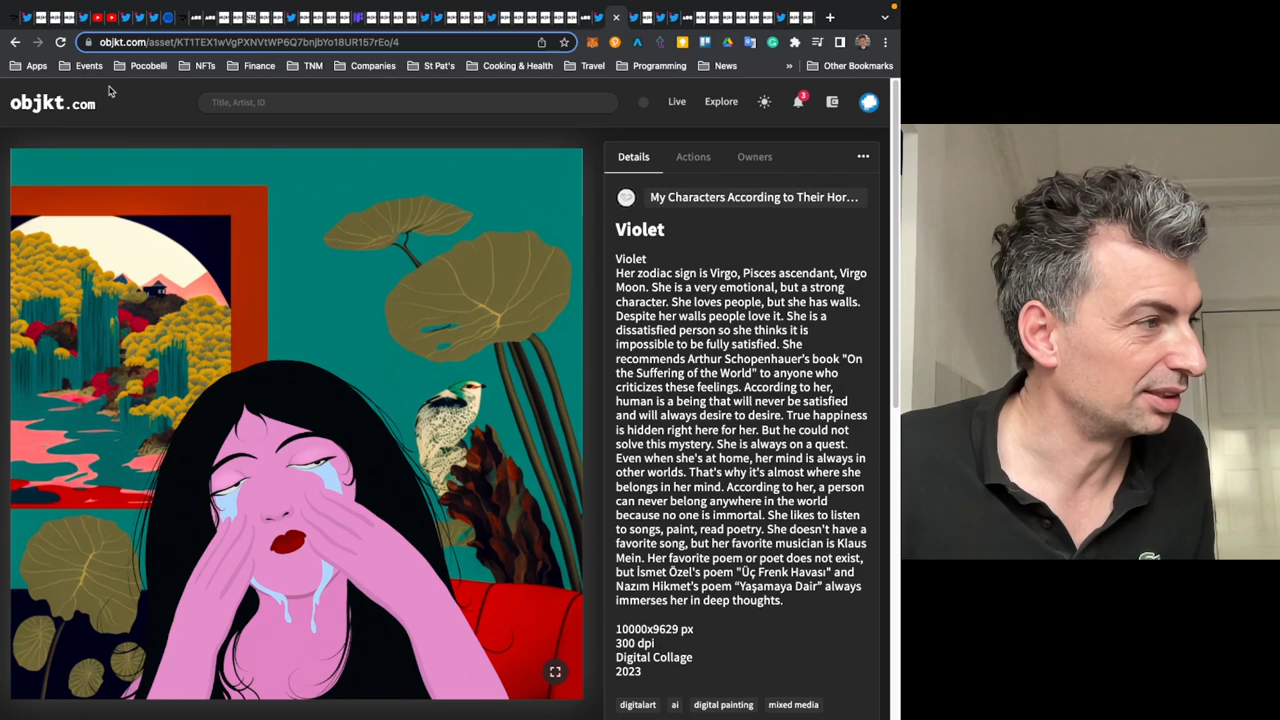 objkt.com/asset/KT1TEX1wVgPXNVtWP6Q7bnjbYo18UR157rEo/4
Apps
Events
Pocobelli
NFTs
Finance
TNM
Companies
St Pat's
Cooking & Health
Travel
Programming
News
»
Other Bookmarks
objkt.com
Title, Artist, ID
Live
Explore
3
Details
Actions
Owners
My Characters According to Their Hor...
Violet
Violet
Her zodiac sign is Virgo, Pisces ascendant, Virgo
Moon. She is a very emotional, but a strong
character. She loves people, but she has walls.
Despite her walls people love it. She is a
dissatisfied person so she thinks it is
impossible to be fully satisfied. She
recommends Arthur Schopenhauer's book "On
the Suffering of the World" to anyone who
criticizes these feelings. According to her,
human is a being that will never be satisfied
and will always desire to desire. True happiness
is hidden right here for her. But he could not
solve this mystery. She is always on a quest.
Even when she's at home, her mind is always in
other worlds. That's why it's almost where she
belongs in her mind. According to her, a person
can never belong anywhere in the world
because no one is immortal. She likes to listen
to songs, paint, read poetry. She doesn't have a
favorite song, but her favorite musician is Klaus
Mein. Her favorite poem or poet does not exist,
but İsmet Özel's poem "Üç Frenk Havası" and
Nazım Hikmet's poem “Yaşamaya Dair” always
immerses her in deep thoughts.
10000x9629 px
300 dpi
Digital Collage
2023
digitalart
ai
digital painting
mixed media